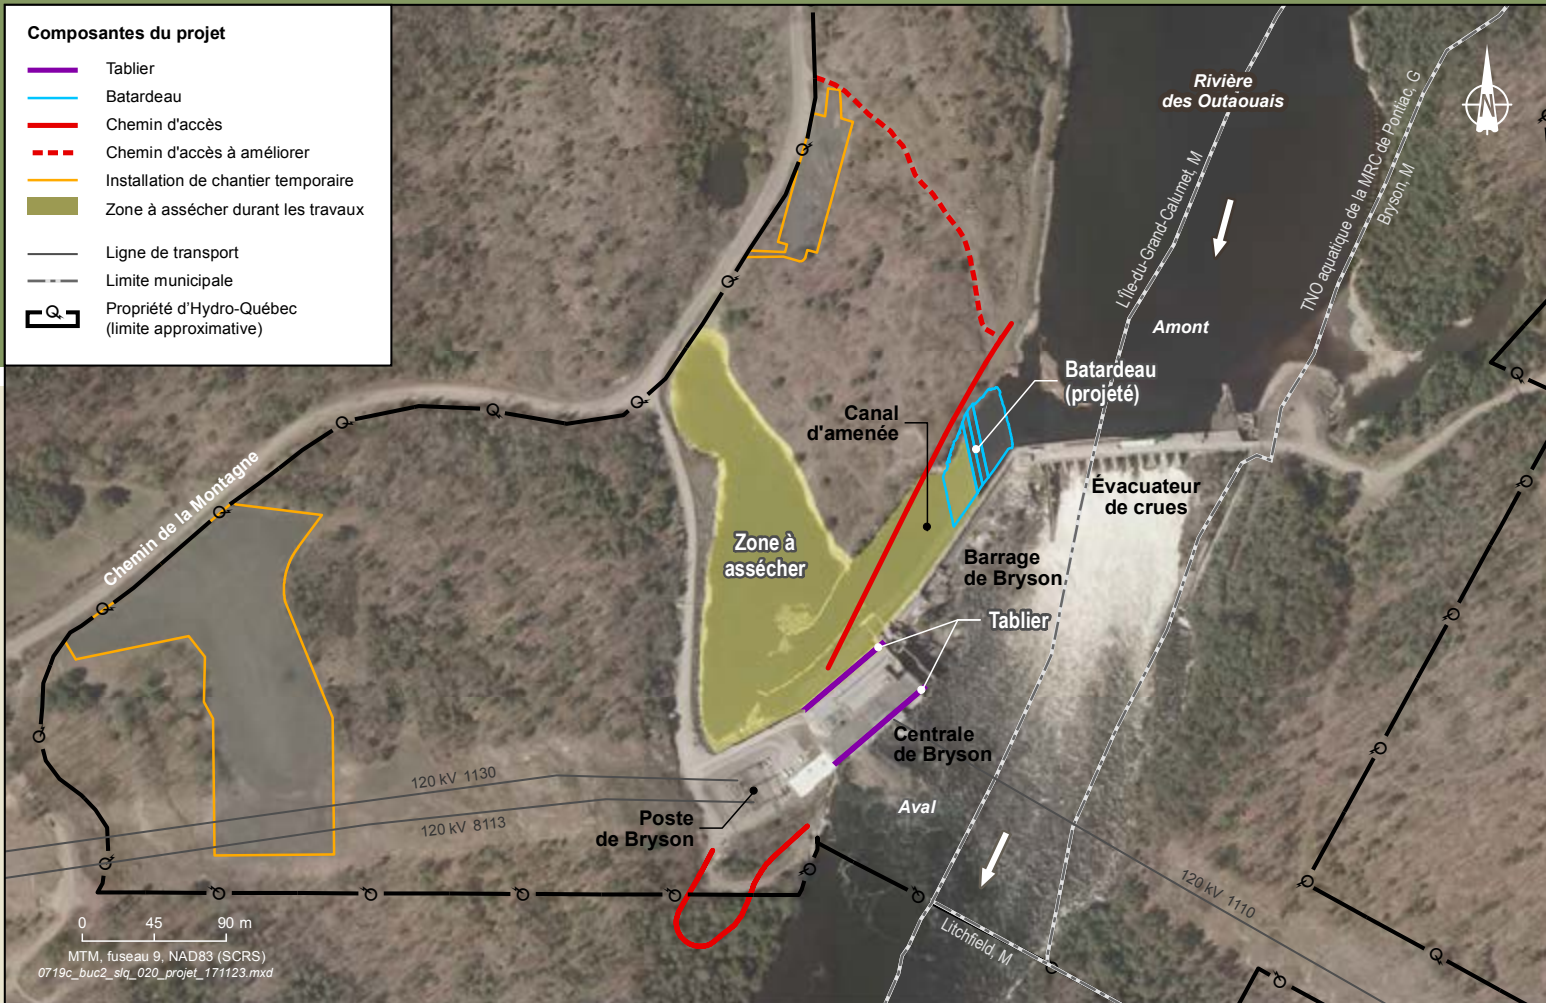 Composantes du projet
Tablier
Batardeau
Chemin d'accès
Chemin d'accès à améliorer
Installation de chantier temporaire
Zone à assécher durant les travaux
Ligne de transport
Limite municipale
Propriété d'Hydro-Québec
(limite approximative)
Rivière
des Outaouais
N
L'Île-du-Grand-Calumet, M
TNO aquatique de la MRC de Pontiac, G
Bryson, M
Amont
Batardeau
(projeté)
Canal
d'amenée
Évacuateur
de crues
Chemin de la Montagne
Zone à
assécher
Barrage
de Bryson
Tablier
Centrale
de Bryson
120 kV 1130
120 kV 8113
Poste
de Bryson
Aval
120 kV 1110
Litchfield, M
0 45 90 m
MTM, fuseau 9, NAD83 (SCRS)
0719c_buc2_slq_020_projet_171123.mxd